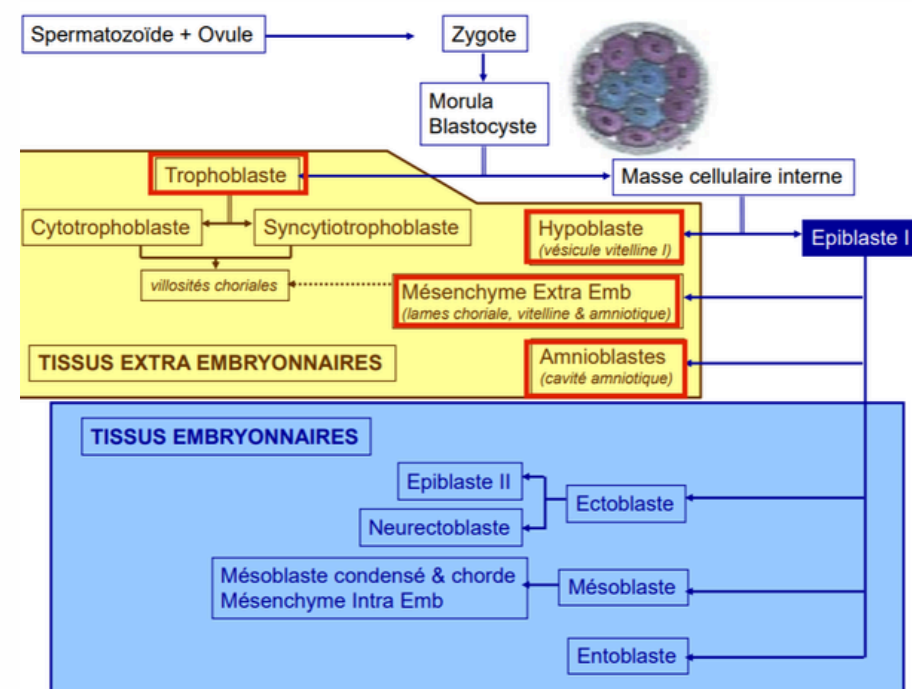 Spermatozoïde + Ovule
Zygote
Morula
Blastocyste
Trophoblaste
Masse cellulaire interne
Cytotrophoblaste
Syncytiotrophoblaste
Hypoblaste
(vésicule vitelline I)
Epiblaste I
villosités choriales
Mésenchyme Extra Emb
(lames choriale, vitelline & amniotique)
TISSUS EXTRA EMBRYONNAIRES
Amnioblastes
(cavité amniotique)
TISSUS EMBRYONNAIRES
Epiblaste II
Ectoblaste
Neurectoblaste
Mésoblaste condensé & chorde
Mésenchyme Intra Emb
Mésoblaste
Entoblaste